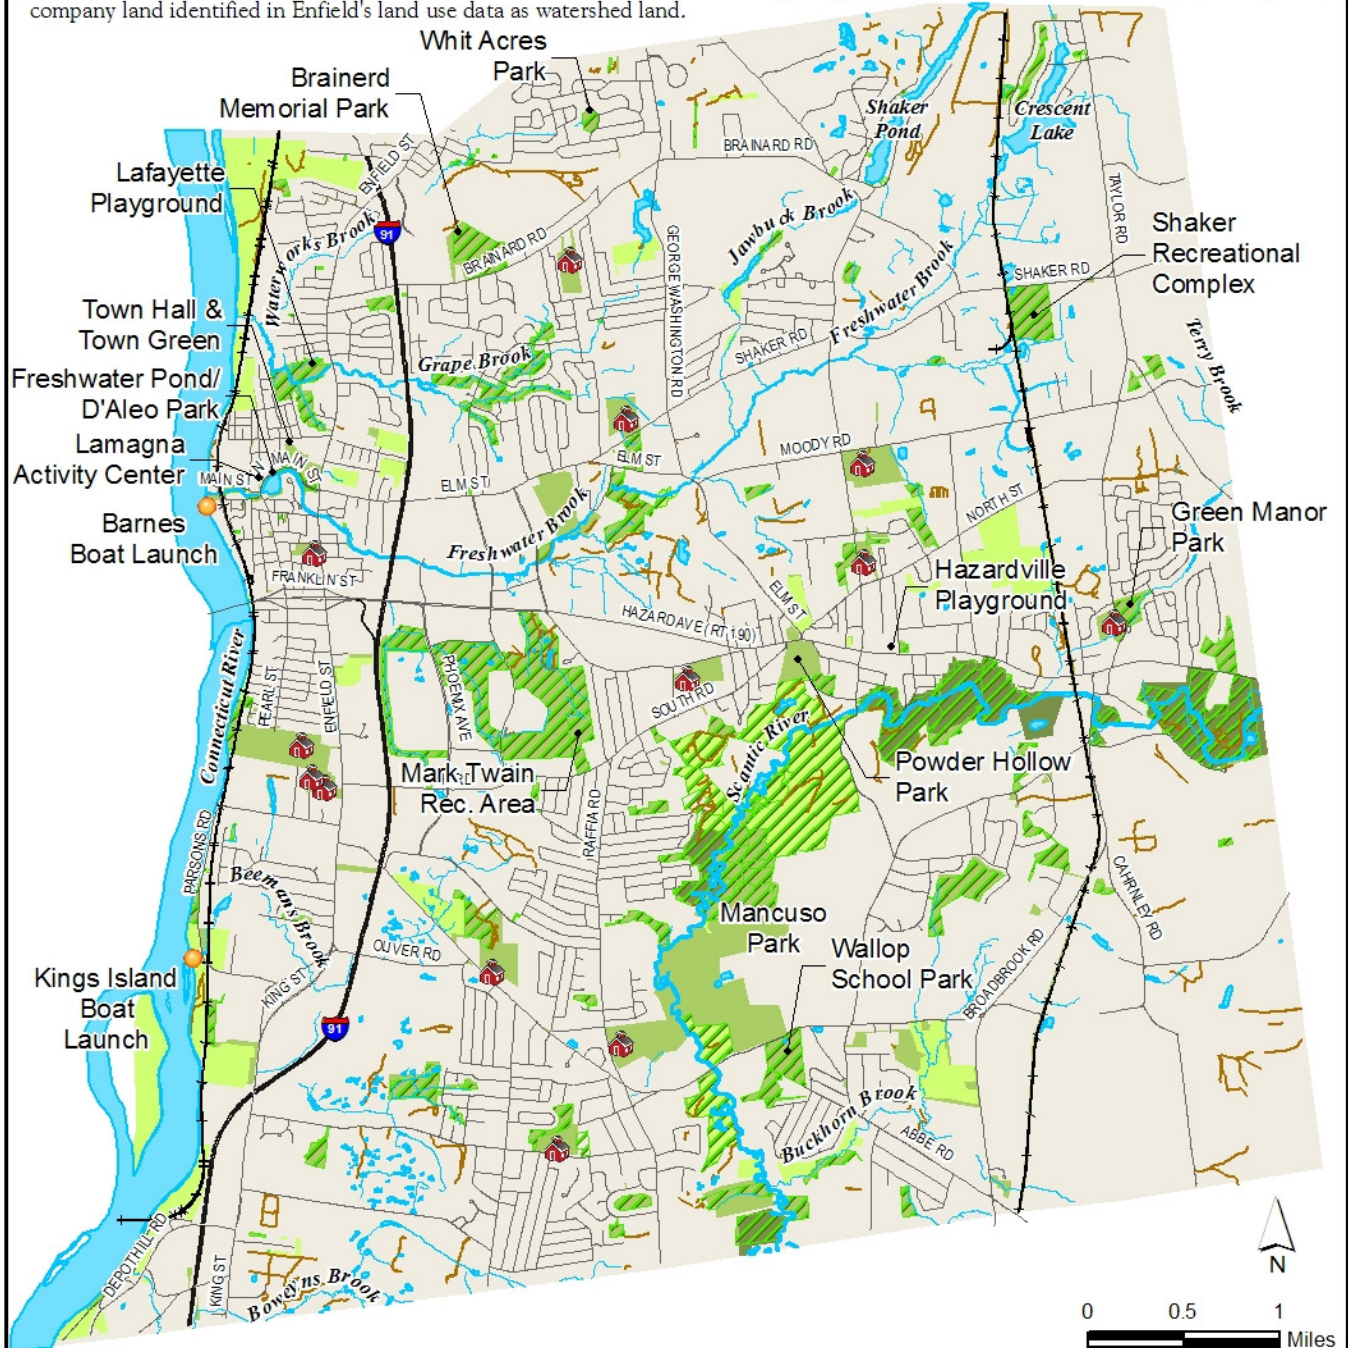 company land identified in Enfield's land use data as watershed land.
Whit Acres
Park
Brainerd
Memorial Park
Shaker
Pond
Crescent
Lake
ENFIELD ST
BRAINARD RD
Lafayette
Playground
TAYLOR RD
Waterworks Brook
91
BRAINARD RD
GEORGE WASHINGTON RD
Jawbuck Brook
Shaker
Recreational
Complex
SHAKER RD
Freshwater Brook
Town Hall &
Town Green
Grape Brook
SHAKER RD
Terry Brook
Freshwater Pond/
D'Aleo Park
Lamagna
Activity Center
MAIN ST
N MAIN ST
ELM ST
ELM ST
MOODY RD
NORTH ST
Barnes
Boat Launch
Freshwater Brook
Green Manor
Park
FRANKLIN ST
ELM ST
Hazardville
Playground
HAZARD AVE (RT 190)
Connecticut River
PEARL ST
ENFIELD ST
PHOENIX AVE
SOUTH RD
Scantic River
Mark Twain
Rec. Area
RD
Powder Hollow
Park
PARSONS RD
RAFFIA RD
Beemans Brook
CAHRNLEY RD
Mancuso
Park
OLIVER RD
Wallop
School Park
BROADBROOK RD
Kings Island
Boat
Launch
KING ST
91
Buckhorn Brook
ABBE RD
DEPOT HILL RD
KING ST
Boweyns Brook
N
0 0.5 1
Miles